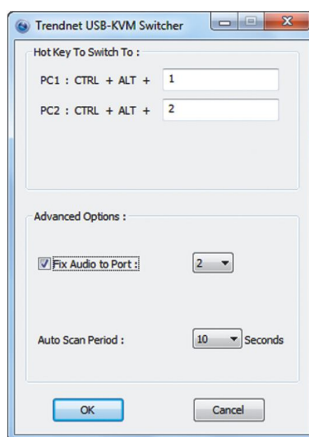 Trendnet USB-KVM Switcher
Hot Key To Switch To :
PC1 : CTRL + ALT + 1
PC2 : CTRL + ALT + 2
Advanced Options :
Fix Audio to Port : 2
Auto Scan Period : 10 Seconds
OK Cancel